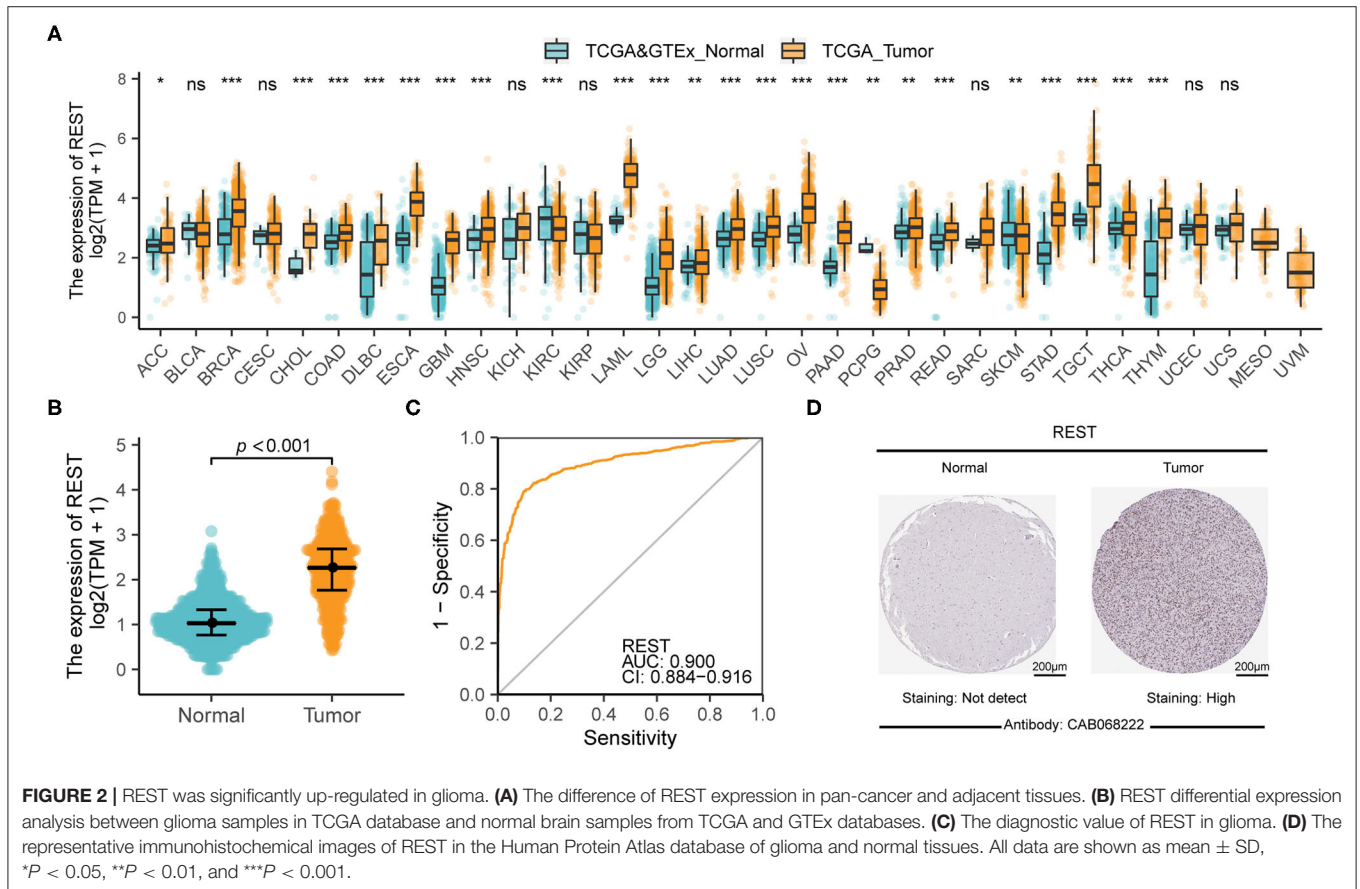 A
TCGA&GTEx_Normal TCGA_Tumor
The expression of REST
log2(TPM + 1)
8
6
4
2
0
* ns *** ns *** *** *** *** *** *** ns *** ns *** *** ** *** *** *** *** ** ** *** ns ** *** *** *** *** ns ns
ACC BLCA BRCA CESC CHOL COAD DLBC ESCA GBM HNSC KICH KIRC KIRP LAML LGG LIHC LUAD LUSC OV PAAD PCPG PRAD READ SARC SKCM STAD TGCT THCA THYM UCEC UCS MESO UVM
B
The expression of REST
log2(TPM + 1)
5
4
3
2
1
0
p < 0.001
Normal Tumor
C
1 − Specificity
1.0
0.8
0.6
0.4
0.2
0.0
REST
AUC: 0.900
CI: 0.884−0.916
0.0 0.2 0.4 0.6 0.8 1.0
Sensitivity
D
REST
Normal Tumor
200µm 200µm
Staining: Not detect Staining: High
Antibody: CAB068222
FIGURE 2 | REST was significantly up-regulated in glioma. (A) The difference of REST expression in pan-cancer and adjacent tissues. (B) REST differential expression
analysis between glioma samples in TCGA database and normal brain samples from TCGA and GTEx databases. (C) The diagnostic value of REST in glioma. (D) The
representative immunohistochemical images of REST in the Human Protein Atlas database of glioma and normal tissues. All data are shown as mean ± SD,
*P < 0.05, **P < 0.01, and ***P < 0.001.